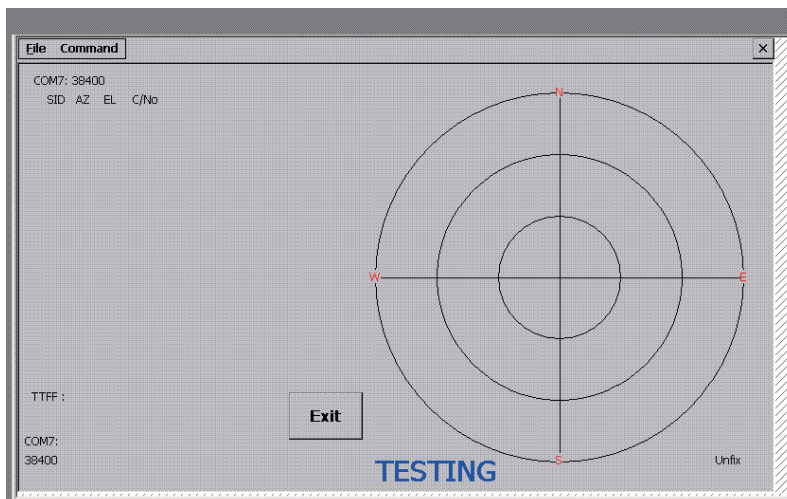 File Command
×
COM7: 38400
SID AZ EL C/No
N
W
E
TTFF :
Exit
COM7:
38400
S
TESTING
Unfix